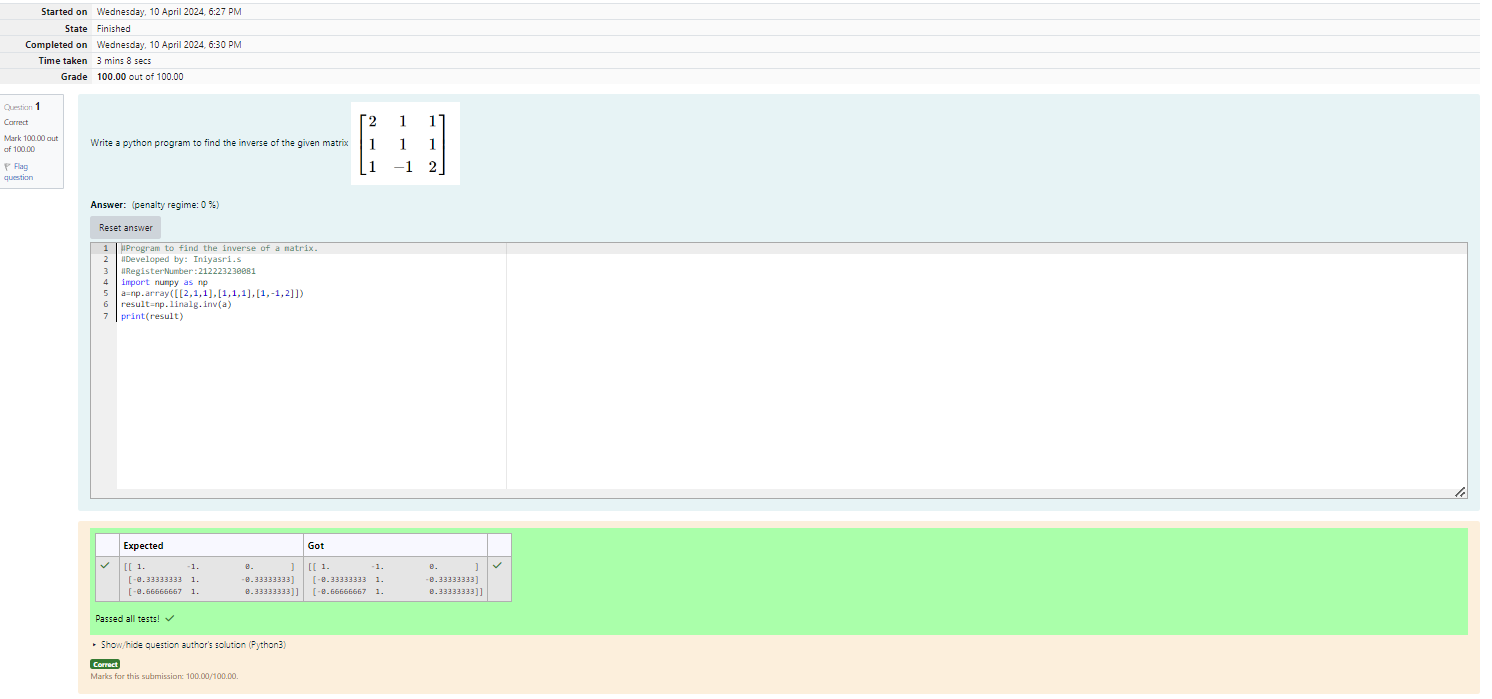 Started on Wednesday, 10 April 2024, 6:27 PM
State Finished
Completed on Wednesday, 10 April 2024, 6:30 PM
Time taken 3 mins 8 secs
Grade 100.00 out of 100.00
Question 1
Correct
Mark 100.00 out
of 100.00
Flag
question
Write a python program to find the inverse of the given matrix
2 1 1
1 1 1
1 −1 2
Answer: (penalty regime: 0 %)
Reset answer
1 #Program to find the inverse of a matrix.
2 #Developed by: Iniyasri.s
3 #RegisterNumber:212223230081
4 import numpy as np
5 a=np.array([[2,1,1],[1,1,1],[1,-1,2]])
6 result=np.linalg.inv(a)
7 print(result)
Expected Got
[[ 1. -1. 0. ] [[ 1. -1. 0. ]
[-0.33333333 1. -0.33333333] [-0.33333333 1. -0.33333333]
[-0.66666667 1. 0.33333333]] [-0.66666667 1. 0.33333333]]
Passed all tests!
Show/hide question author's solution (Python3)
Correct
Marks for this submission: 100.00/100.00.